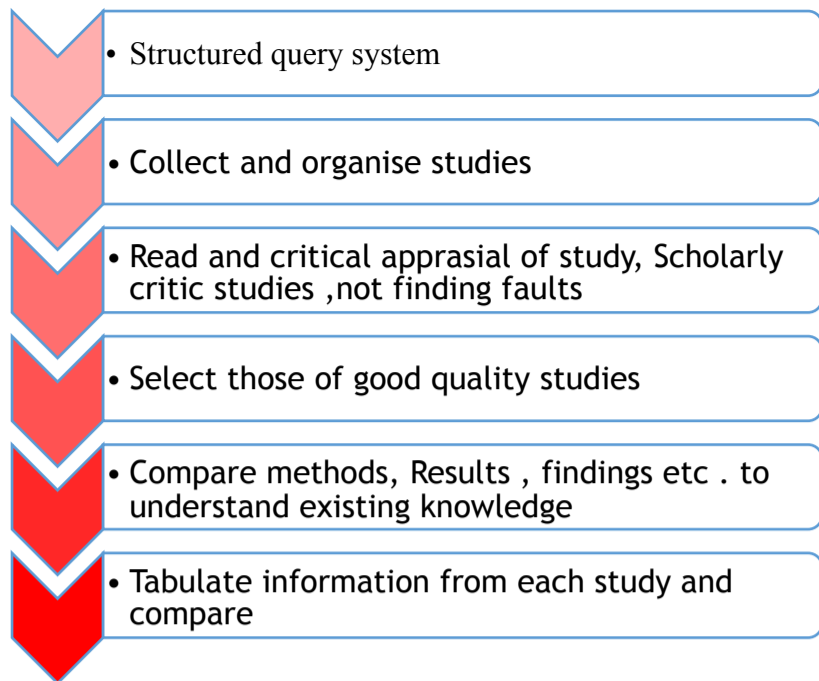 • Structured query system
• Collect and organise studies
• Read and critical apprasial of study, Scholarly
critic studies ,not finding faults
• Select those of good quality studies
• Compare methods, Results , findings etc . to
understand existing knowledge
• Tabulate information from each study and
compare